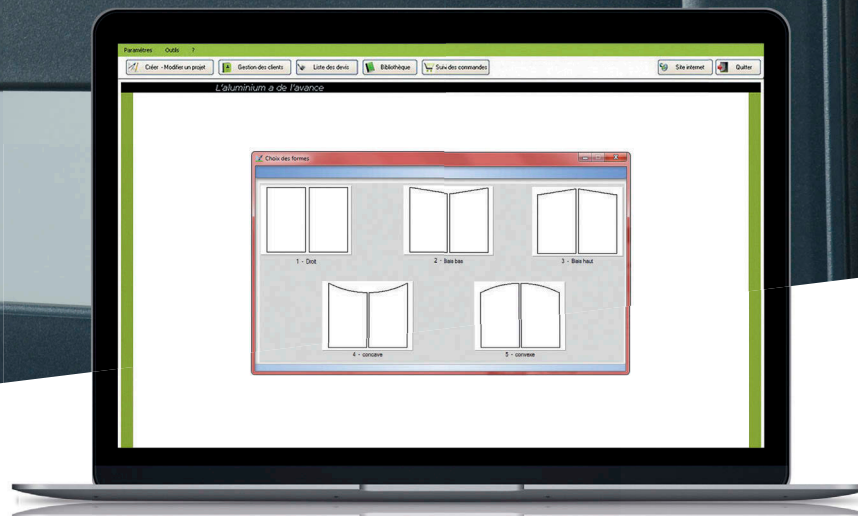 Paramètres Outils ?
Créer - Modifier un projet Gestion des clients Liste des devis Bibliothèque Suivi des commandes Site internet Quitter
L'aluminium a de l'avance
Choix des formes
1 - Droit 2 - Biais bas 3 - Biais haut
4 - concave 5 - convexe